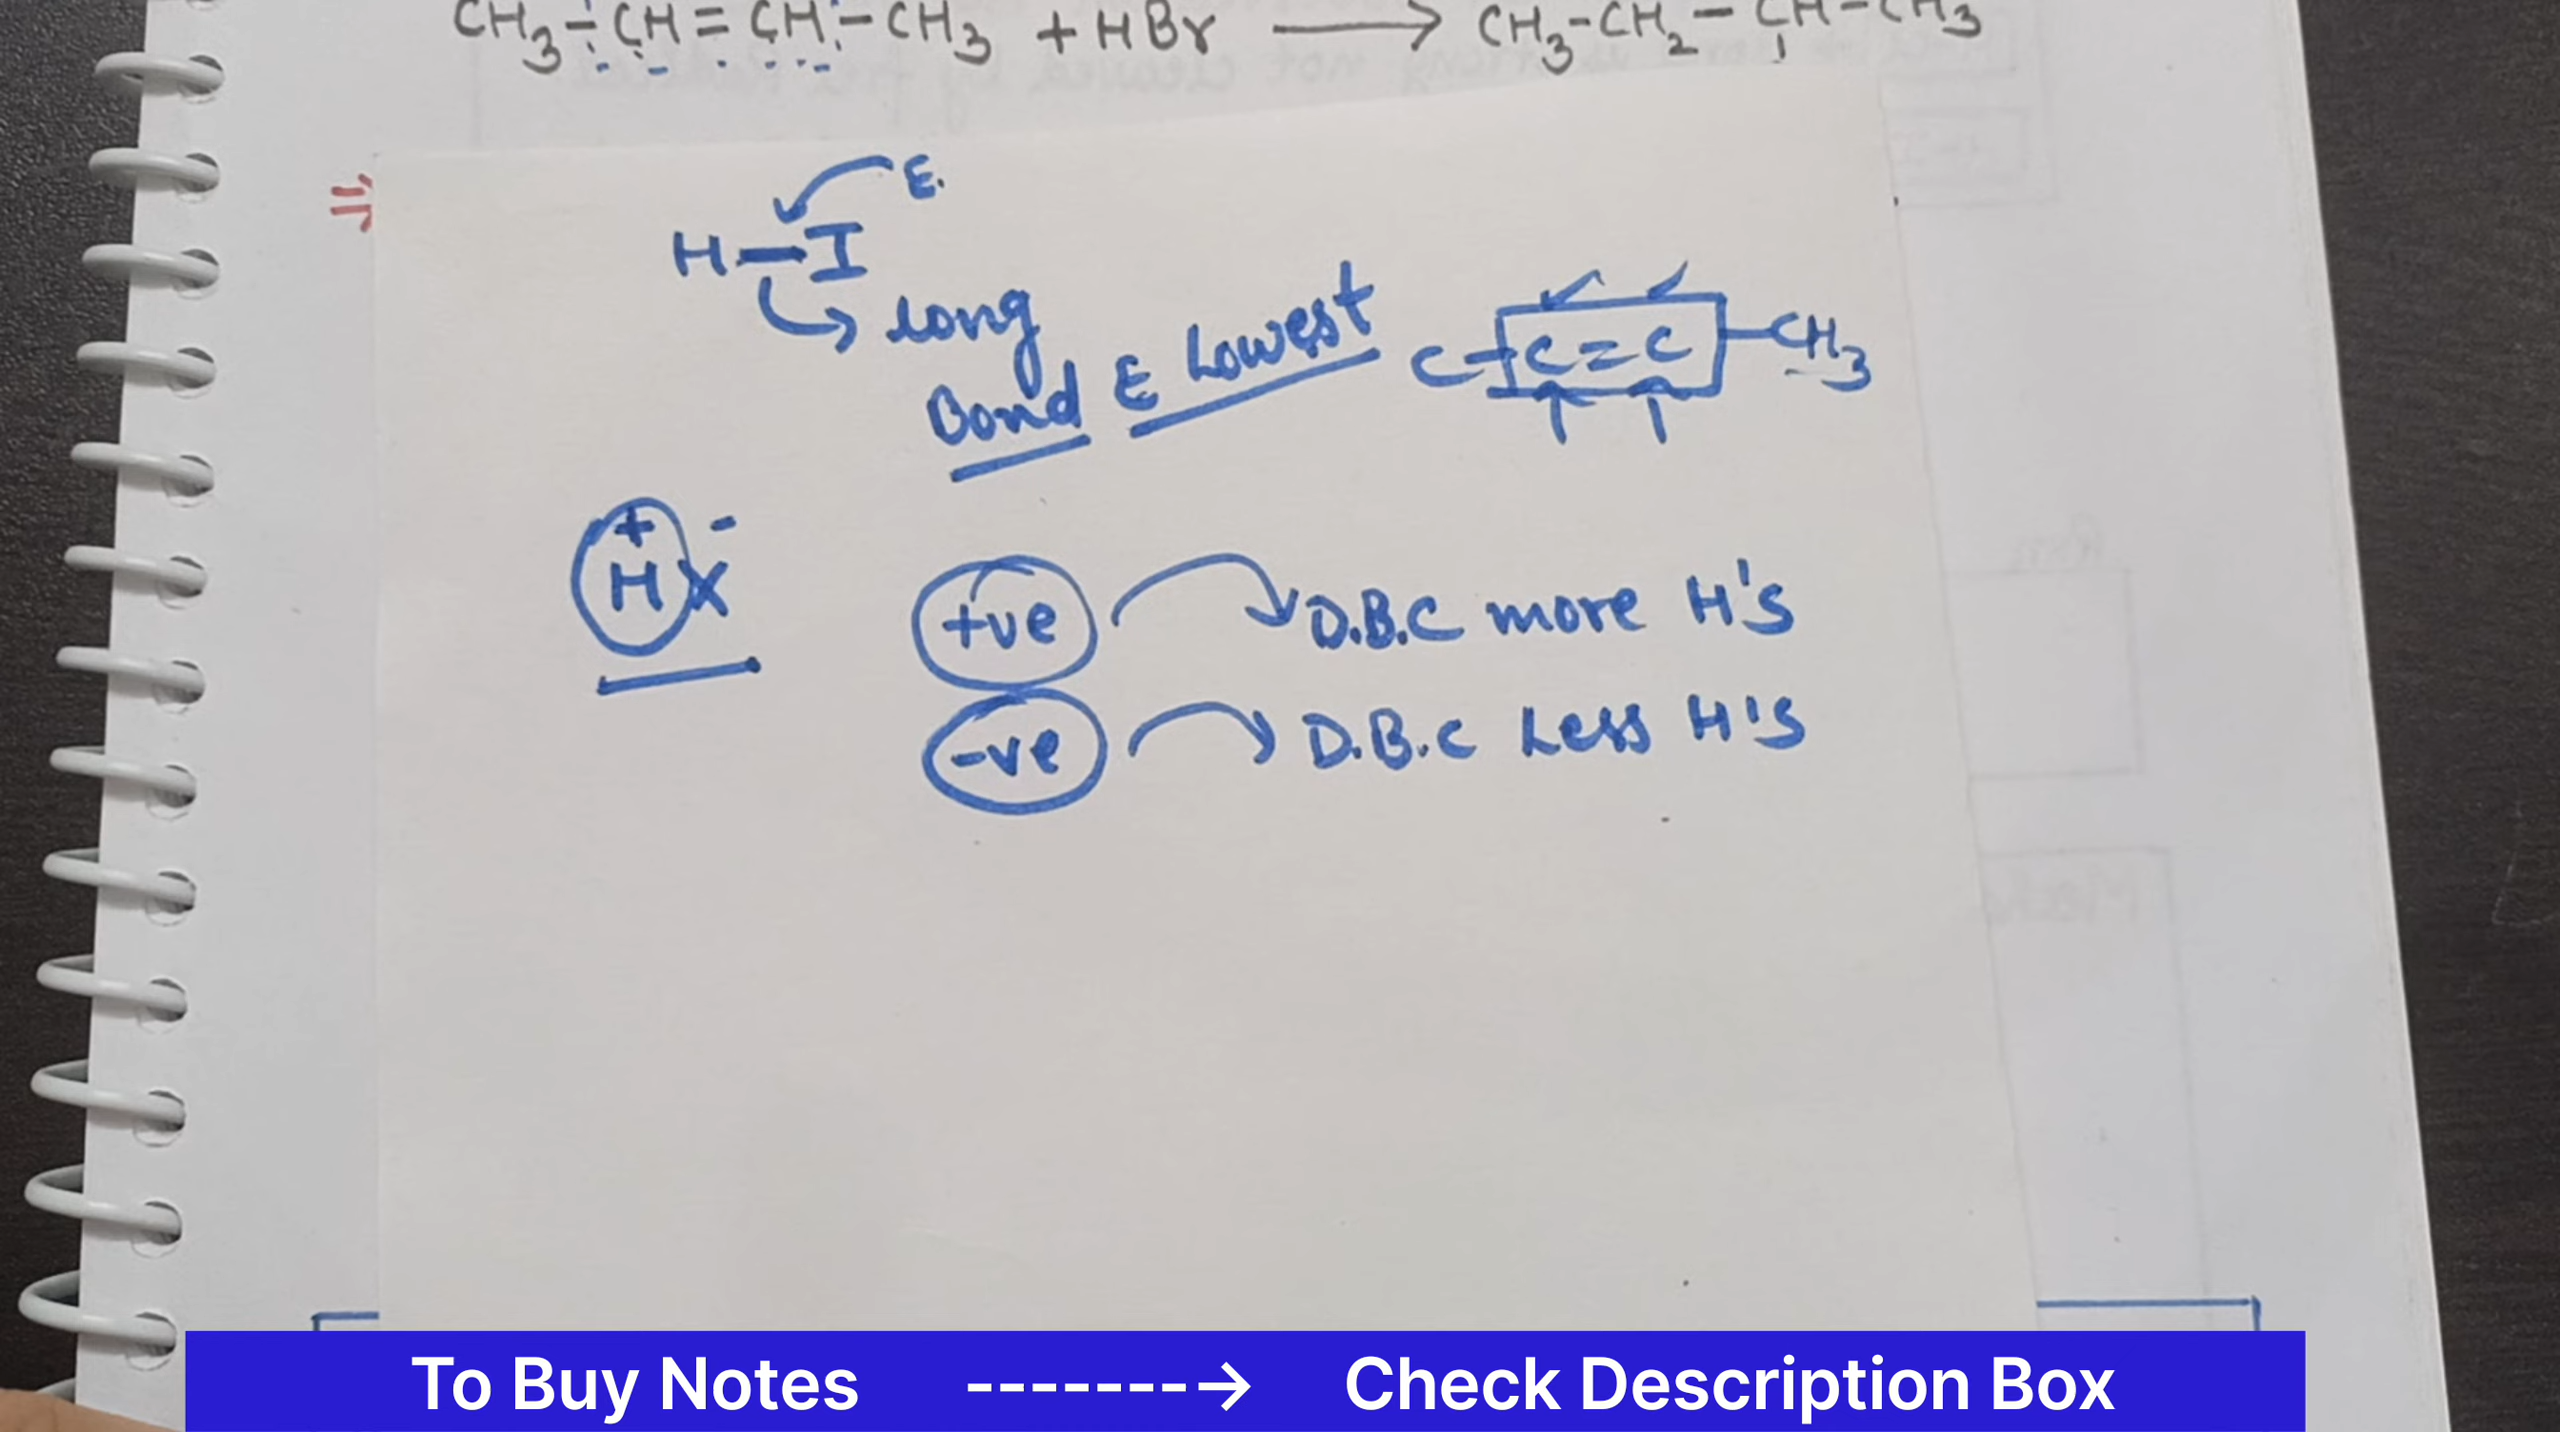 CH3-CH=CH-CH3 + HBr → CH3-CH2-CH-CH3
⇒
E.
H-I
→ long
Bond E Lowest
C-C=C-CH3
+ -
HX
+ve → D.B.C more H's
-ve → D.B.C Less H's
To Buy Notes -------→ Check Description Box